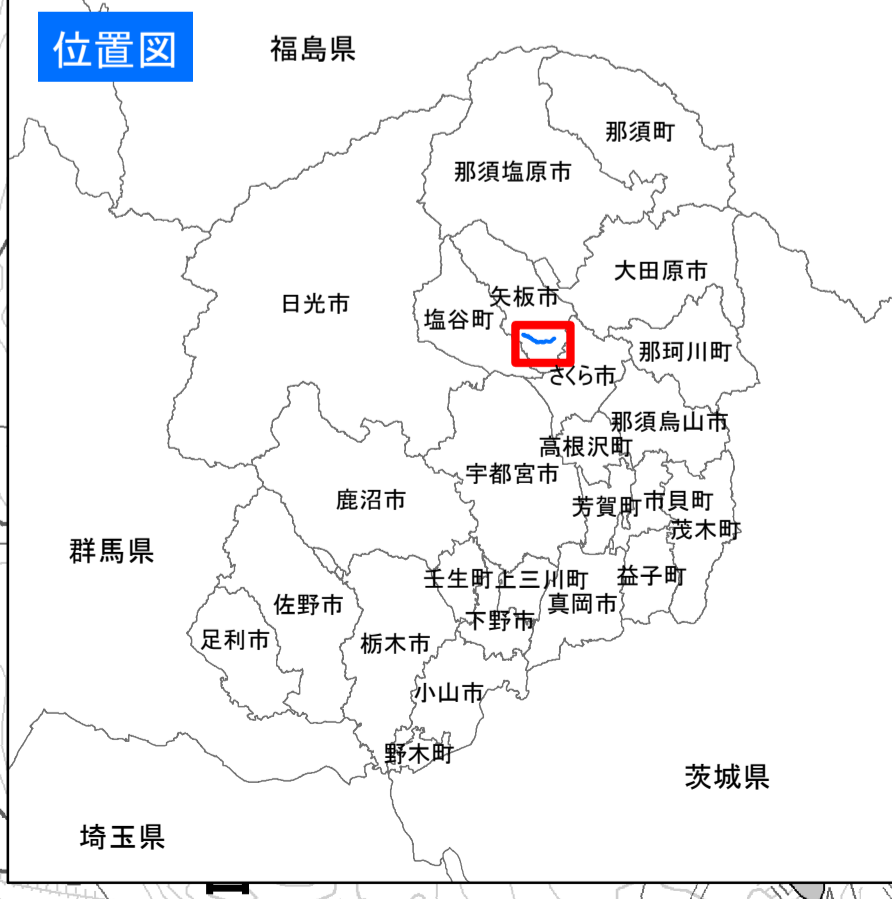 位置図
福島県
那須町
那須塩原市
大田原市
矢板市
日光市
塩谷町
那珂川町
さくら市
那須烏山市
高根沢町
宇都宮市
鹿沼市
芳賀町
市貝町
茂木町
群馬県
壬生町
上三川町
益子町
佐野市
真岡市
下野市
足利市
栃木市
小山市
野木町
茨城県
埼玉県